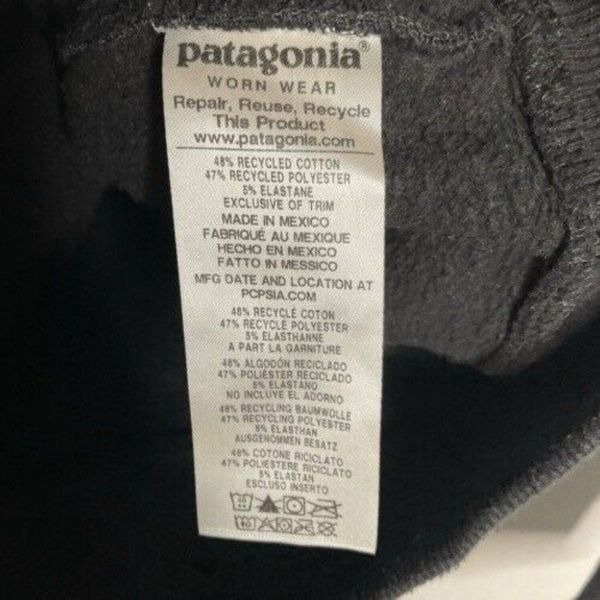 patagonia®
WORN WEAR
Repair, Reuse, Recycle
This Product
www.patagonia.com
48% RECYCLED COTTON
47% RECYCLED POLYESTER
5% ELASTANE
EXCLUSIVE OF TRIM
MADE IN MEXICO
FABRIQUÉ AU MEXIQUE
HECHO EN MEXICO
FATTO IN MESSICO
MFG DATE AND LOCATION AT
PCPSIA.COM
48% RECYCLÉ COTON
47% RECYCLÉ POLYESTER
5% ELASTHANNE
A PART LA GARNITURE
48% ALGODÓN RECICLADO
47% POLIÉSTER RECICLADO
5% ELASTANO
NO INCLUYE EL ADORNO
48% RECYCLING BAUMWOLLE
47% RECYCLING POLYESTER
5% ELASTHAN
AUSGENOMMEN BESATZ
48% COTONE RICICLATO
47% POLIESTERE RICICLATO
5% ELASTAN
ESCLUSO INSERTO